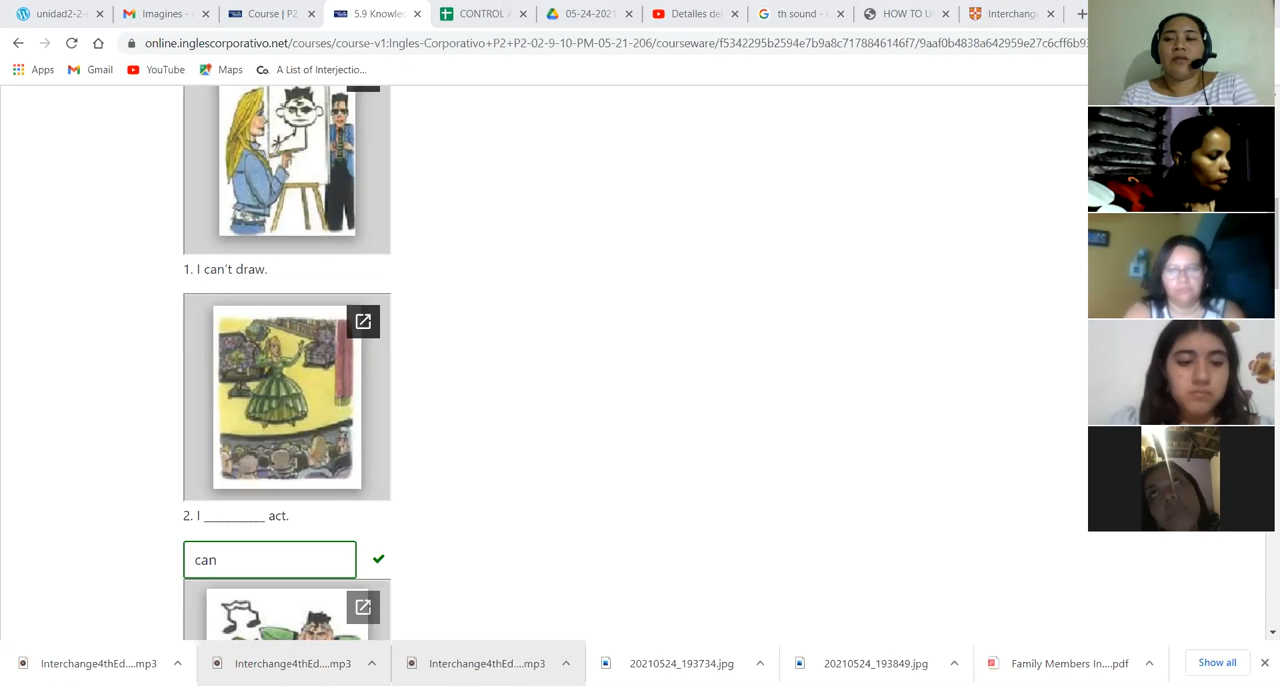 unidad2-2-
Imagines -
Course | P2
5.9 Knowle
CONTROL A
05-24-2021
Detalles de
th sound -
HOW TO U
Interchang
online.inglescorporativo.net/courses/course-v1:Ingles-Corporativo+P2+P2-02-9-10-PM-05-21-206/courseware/f5342295b2594e7b9a8c7178846146f7/9aaf0b4838a642959e27c6cff6b9
Apps
Gmail
YouTube
Maps
Co. A List of Interjectio...
1. I can't draw.
2. I __________ act.
can
Interchange4thEd....mp3
Interchange4thEd....mp3
Interchange4thEd....mp3
20210524_193734.jpg
20210524_193849.jpg
Family Members In....pdf
Show all